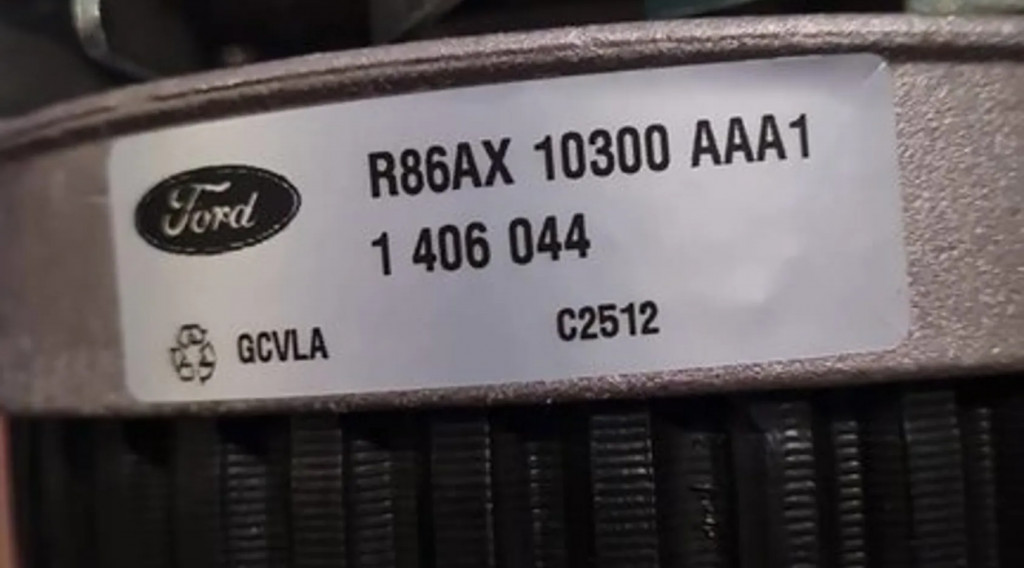 Ford
R86AX 10300 AAA1
1 406 044
GCVLA
C2512